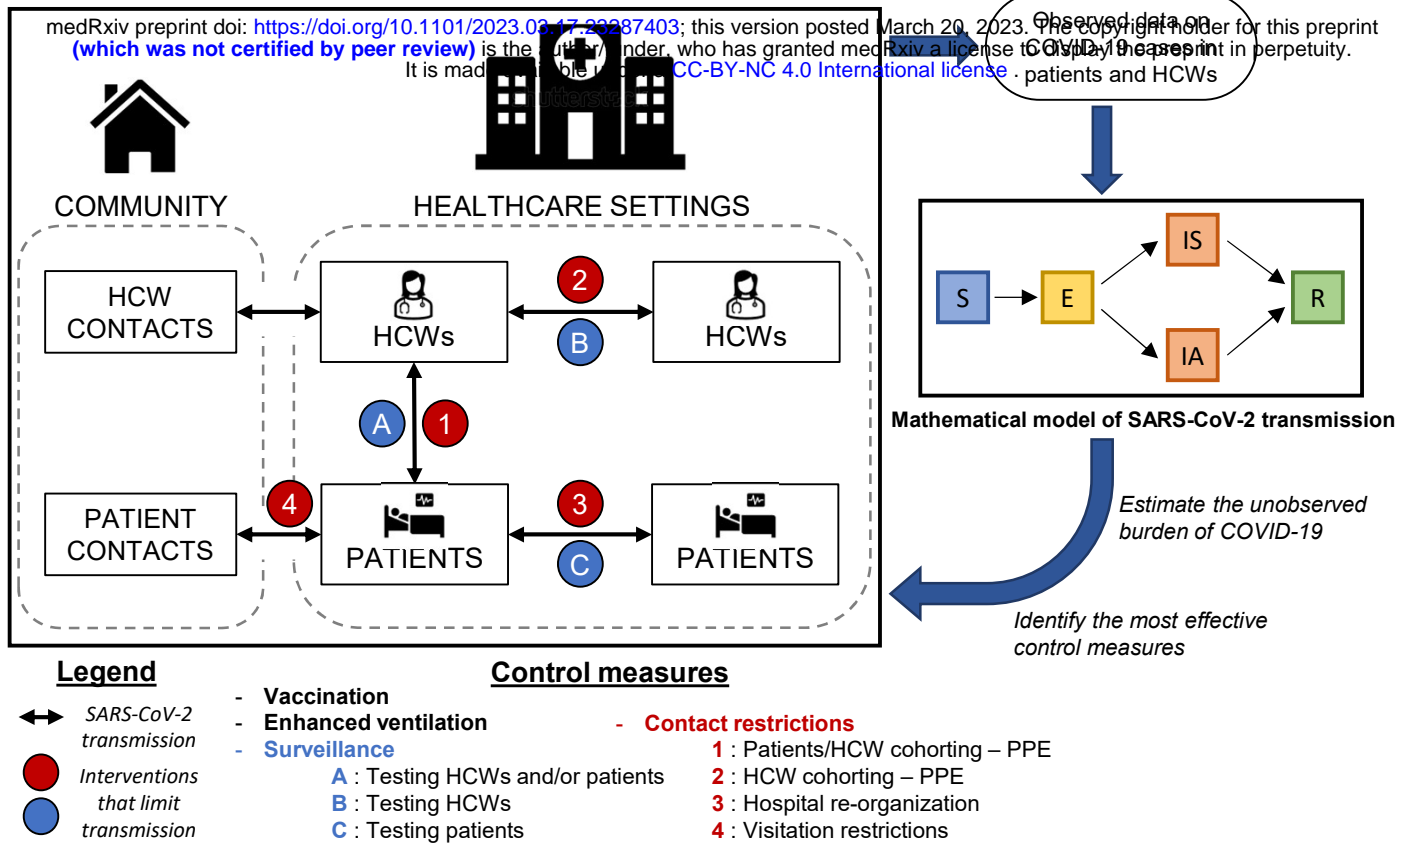 medRxiv preprint doi: https://doi.org/10.1101/2023.03.17.23287403; this version posted March 20, 2023. The copyright holder for this preprint
(which was not certified by peer review) is the author/funder, who has granted medRxiv a license to display the preprint in perpetuity.
It is made available under a CC-BY-NC 4.0 International license .
Observed data on
COVID-19 cases in
patients and HCWs
shutterstock
COMMUNITY
HEALTHCARE SETTINGS
HCW
CONTACTS
HCWs
2
B
HCWs
A
1
PATIENT
CONTACTS
4
PATIENTS
3
C
PATIENTS
S
E
IS
IA
R
Mathematical model of SARS-CoV-2 transmission
Estimate the unobserved
burden of COVID-19
Identify the most effective
control measures
Legend
SARS-CoV-2
transmission
Interventions
that limit
transmission
Control measures
- Vaccination
- Enhanced ventilation
- Surveillance
A : Testing HCWs and/or patients
B : Testing HCWs
C : Testing patients
- Contact restrictions
1 : Patients/HCW cohorting – PPE
2 : HCW cohorting – PPE
3 : Hospital re-organization
4 : Visitation restrictions